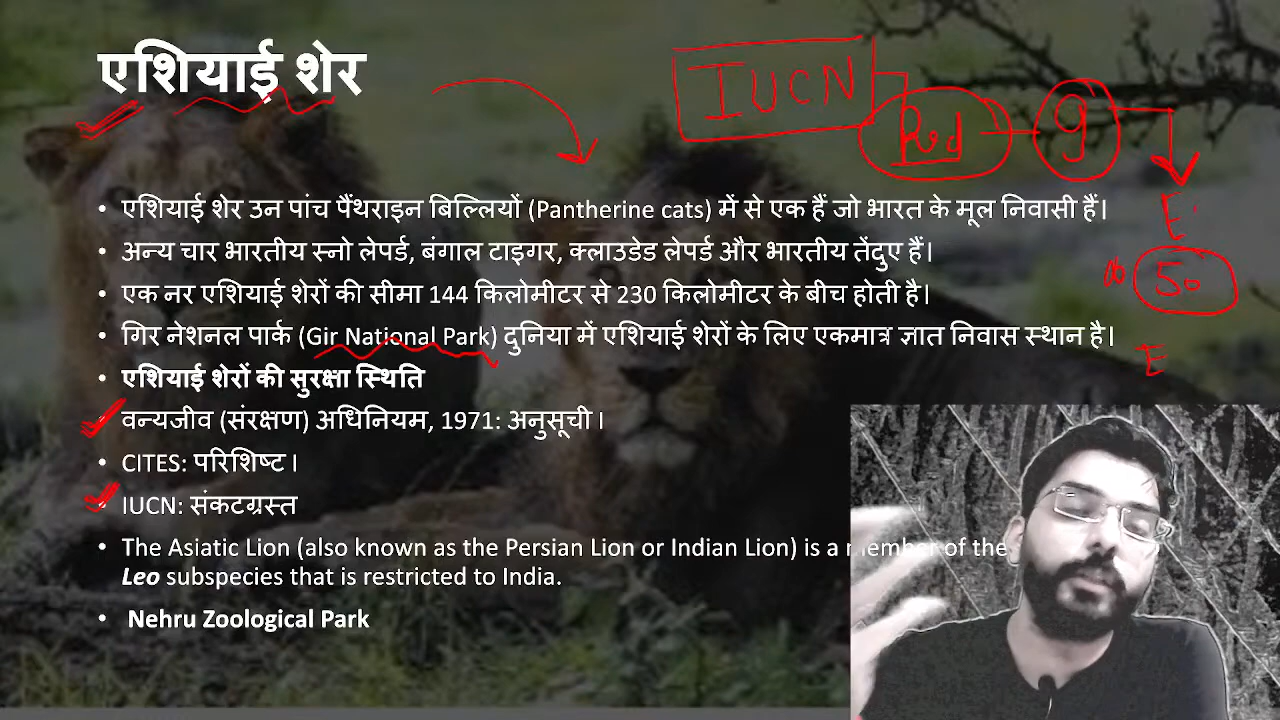 एशियाई शेर
IUCN
Red
9
E
50
E
• एशियाई शेर उन पांच पैंथराइन बिल्लियों (Pantherine cats) में से एक हैं जो भारत के मूल निवासी हैं।
• अन्य चार भारतीय स्नो लेपर्ड, बंगाल टाइगर, क्लाउडेड लेपर्ड और भारतीय तेंदुए हैं।
• एक नर एशियाई शेरों की सीमा 144 किलोमीटर से 230 किलोमीटर के बीच होती है।
• गिर नेशनल पार्क (Gir National Park) दुनिया में एशियाई शेरों के लिए एकमात्र ज्ञात निवास स्थान है।
• एशियाई शेरों की सुरक्षा स्थिति
वन्यजीव (संरक्षण) अधिनियम, 1971: अनुसूची ।
• CITES: परिशिष्ट ।
IUCN: संकटग्रस्त
• The Asiatic Lion (also known as the Persian Lion or Indian Lion) is a member of the
Leo subspecies that is restricted to India.
• Nehru Zoological Park